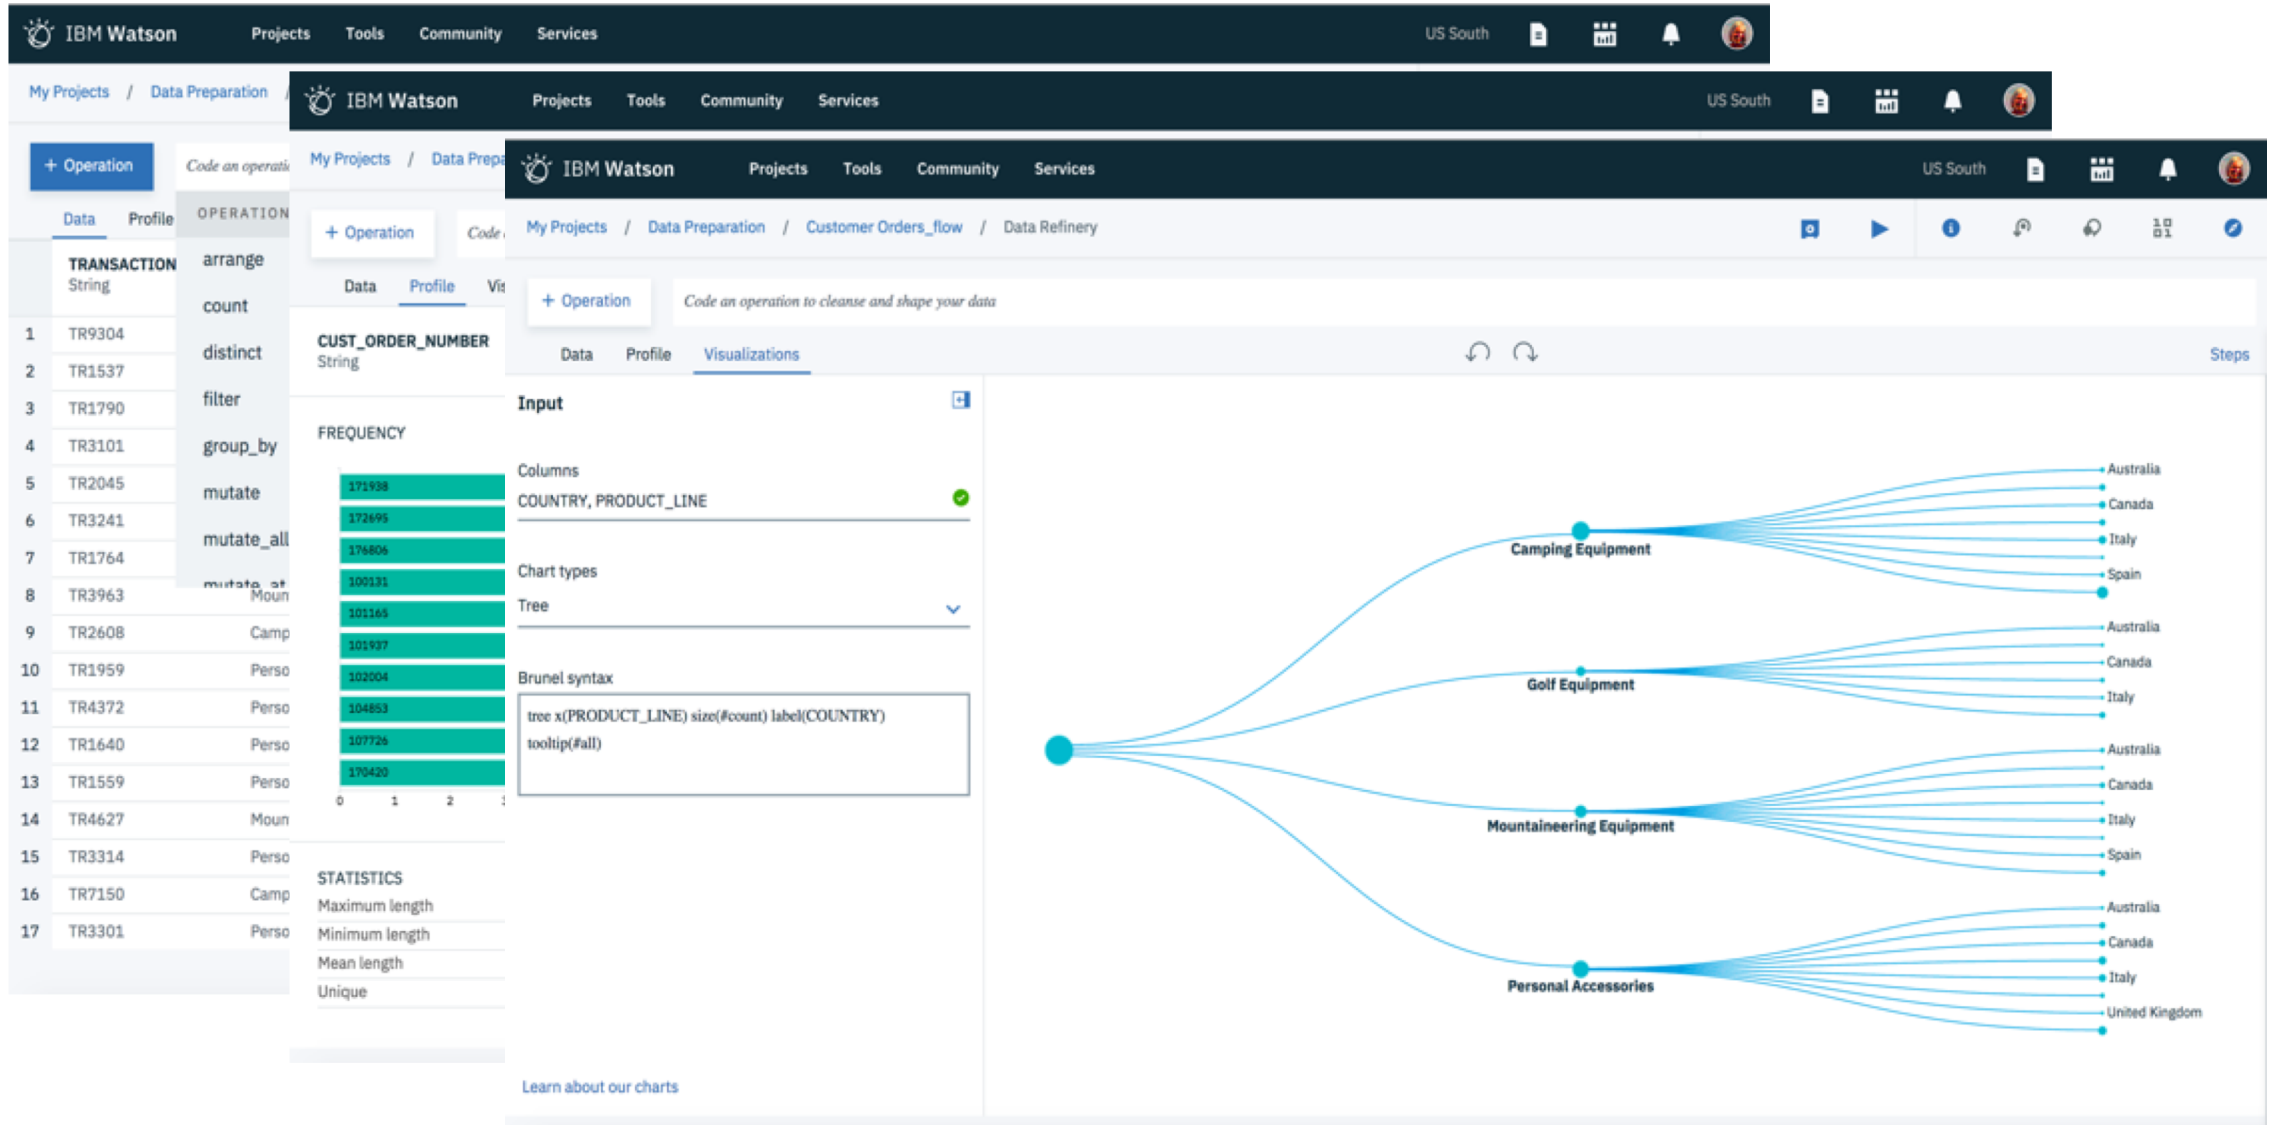 IBM Watson Projects Tools Community Services US South
My Projects / Data Preparation /
+ Operation Code an operatio
Data Profile OPERATION
TRANSACTION
String
arrange
count
distinct
filter
group_by
mutate
mutate_all
mutate_at
1 TR9304
2 TR1537
3 TR1790
4 TR3101
5 TR2045
6 TR3241
7 TR1764
8 TR3963 Moun
9 TR2608 Camp
10 TR1959 Perso
11 TR4372 Perso
12 TR1640 Perso
13 TR1559 Perso
14 TR4627 Moun
15 TR3314 Perso
16 TR7150 Camp
17 TR3301 Perso
IBM Watson Projects Tools Community Services US South
My Projects / Data Prepa
+ Operation Code
Data Profile Vis
CUST_ORDER_NUMBER
String
FREQUENCY
171938
172695
176806
100131
101165
101937
102004
104853
107726
170420
0 1 2
STATISTICS
Maximum length
Minimum length
Mean length
Unique
IBM Watson Projects Tools Community Services US South
My Projects / Data Preparation / Customer Orders_flow / Data Refinery
+ Operation Code an operation to cleanse and shape your data
Data Profile Visualizations Steps
Input
Columns
COUNTRY, PRODUCT_LINE
Chart types
Tree
Brunel syntax
tree x(PRODUCT_LINE) size(#count) label(COUNTRY)
tooltip(#all)
Learn about our charts
Camping Equipment
Australia
Canada
Italy
Spain
Golf Equipment
Australia
Canada
Italy
Mountaineering Equipment
Australia
Canada
Italy
Spain
Personal Accessories
Australia
Canada
Italy
United Kingdom